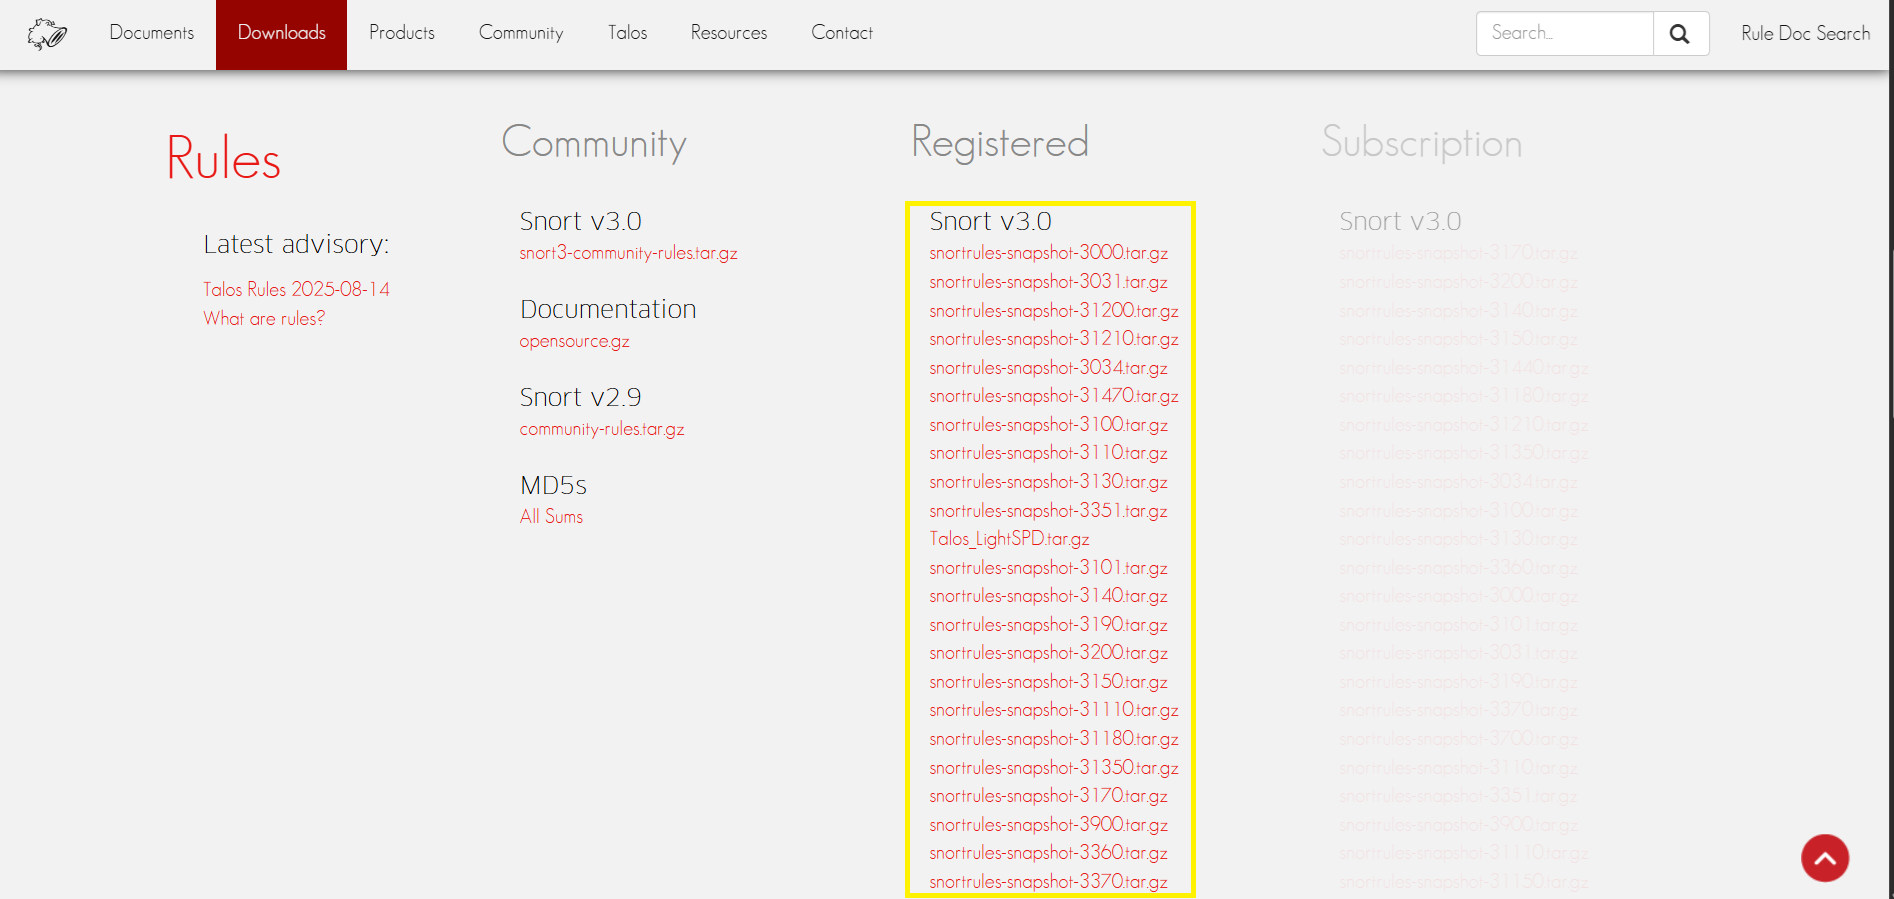 Documents
Downloads
Products
Community
Talos
Resources
Contact
Search...
Rule Doc Search
Rules
Latest advisory:
Talos Rules 2025-08-14
What are rules?
Community
Snort v3.0
snort3-community-rules.tar.gz
Documentation
opensource.gz
Snort v2.9
community-rules.tar.gz
MD5s
All Sums
Registered
Snort v3.0
snortrules-snapshot-3000.tar.gz
snortrules-snapshot-3031.tar.gz
snortrules-snapshot-31200.tar.gz
snortrules-snapshot-31210.tar.gz
snortrules-snapshot-3034.tar.gz
snortrules-snapshot-31470.tar.gz
snortrules-snapshot-3100.tar.gz
snortrules-snapshot-3110.tar.gz
snortrules-snapshot-3130.tar.gz
snortrules-snapshot-3351.tar.gz
Talos_LightSPD.tar.gz
snortrules-snapshot-3101.tar.gz
snortrules-snapshot-3140.tar.gz
snortrules-snapshot-3190.tar.gz
snortrules-snapshot-3200.tar.gz
snortrules-snapshot-3150.tar.gz
snortrules-snapshot-31110.tar.gz
snortrules-snapshot-31180.tar.gz
snortrules-snapshot-31350.tar.gz
snortrules-snapshot-3170.tar.gz
snortrules-snapshot-3900.tar.gz
snortrules-snapshot-3360.tar.gz
snortrules-snapshot-3370.tar.gz
Subscription
Snort v3.0
snortrules-snapshot-3170.tar.gz
snortrules-snapshot-3200.tar.gz
snortrules-snapshot-3140.tar.gz
snortrules-snapshot-3150.tar.gz
snortrules-snapshot-31440.tar.gz
snortrules-snapshot-31180.tar.gz
snortrules-snapshot-31210.tar.gz
snortrules-snapshot-31350.tar.gz
snortrules-snapshot-3034.tar.gz
snortrules-snapshot-3100.tar.gz
snortrules-snapshot-3130.tar.gz
snortrules-snapshot-3360.tar.gz
snortrules-snapshot-3000.tar.gz
snortrules-snapshot-3101.tar.gz
snortrules-snapshot-3031.tar.gz
snortrules-snapshot-3190.tar.gz
snortrules-snapshot-3370.tar.gz
snortrules-snapshot-3700.tar.gz
snortrules-snapshot-3110.tar.gz
snortrules-snapshot-3351.tar.gz
snortrules-snapshot-3900.tar.gz
snortrules-snapshot-31110.tar.gz
snortrules-snapshot-31150.tar.gz